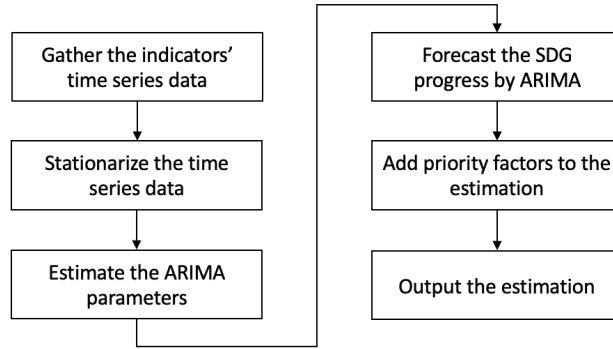 Gather the indicators’
time series data
Stationarize the time
series data
Estimate the ARIMA
parameters
Forecast the SDG
progress by ARIMA
Add priority factors to the
estimation
Output the estimation